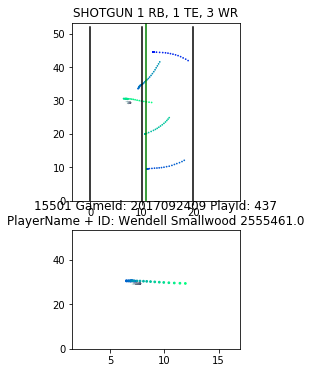 SHOTGUN 1 RB, 1 TE, 3 WR
50
40
30
20
10
0
0 10 20
15501 GameId: 2017092409 PlayId: 437
PlayerName + ID: Wendell Smallwood 2555461.0
40
20
0
5 10 15